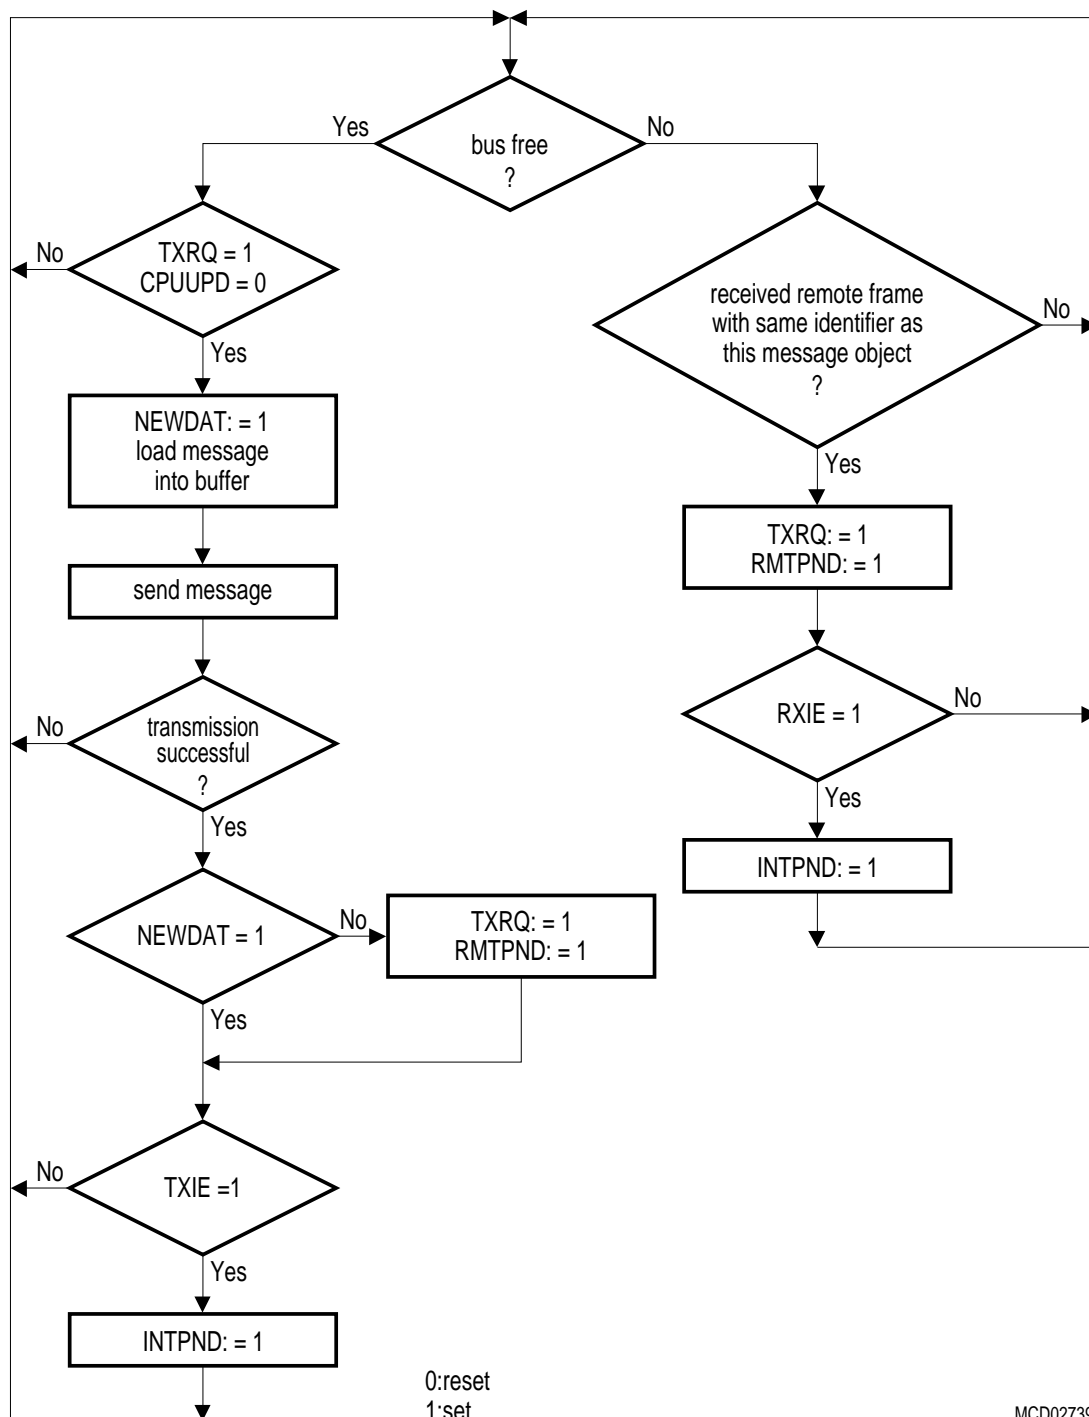 bus free
?
Yes
No
TXRQ = 1
CPUUPD = 0
No
Yes
NEWDAT: = 1
load message
into buffer
send message
transmission
successful
?
No
Yes
NEWDAT = 1
No
TXRQ: = 1
RMTPND: = 1
Yes
TXIE =1
No
Yes
INTPND: = 1
received remote frame
with same identifier as
this message object
?
No
Yes
TXRQ: = 1
RMTPND: = 1
RXIE = 1
No
Yes
INTPND: = 1
0:reset
1:set
MCD02739